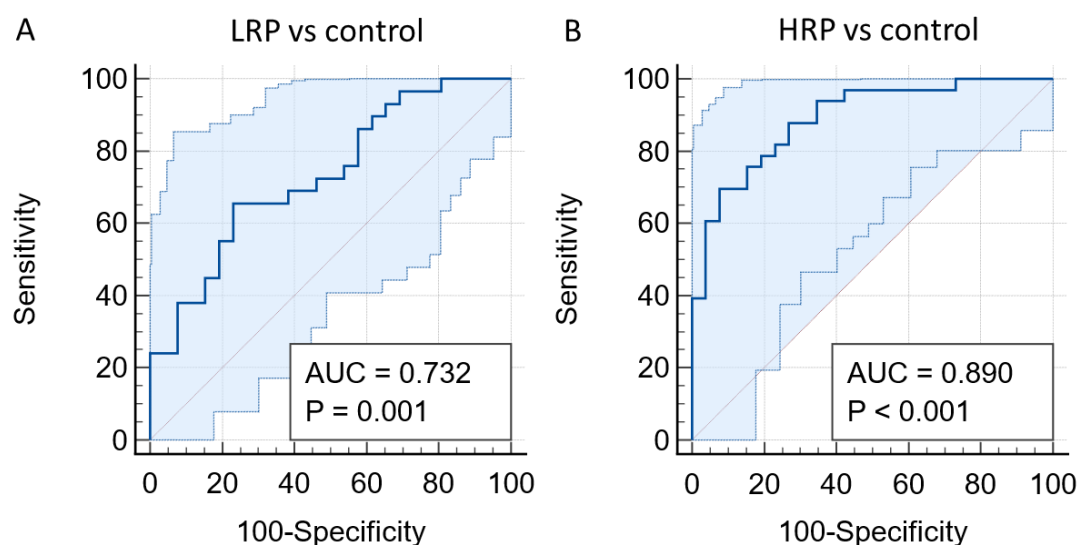 A
LRP vs control
Sensitivity
100
80
60
40
20
0
AUC = 0.732
P = 0.001
0 20 40 60 80 100
100-Specificity
B
HRP vs control
Sensitivity
100
80
60
40
20
0
AUC = 0.890
P < 0.001
0 20 40 60 80 100
100-Specificity